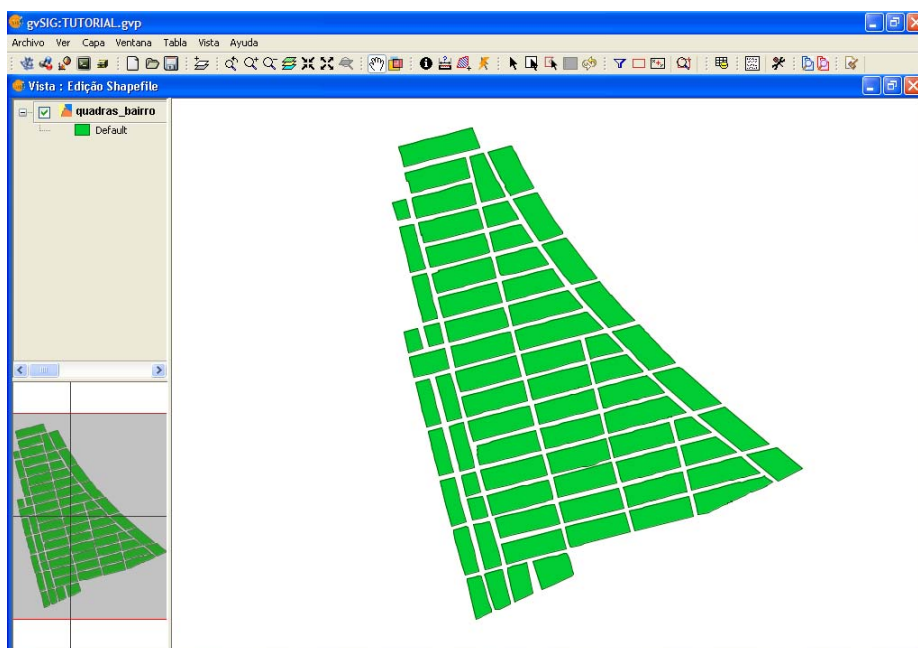 gvSIG:TUTORIAL.gvp
Archivo Ver Capa Ventana Tabla Vista Ayuda
Vista : Edição Shapefile
quadras_bairro
Default